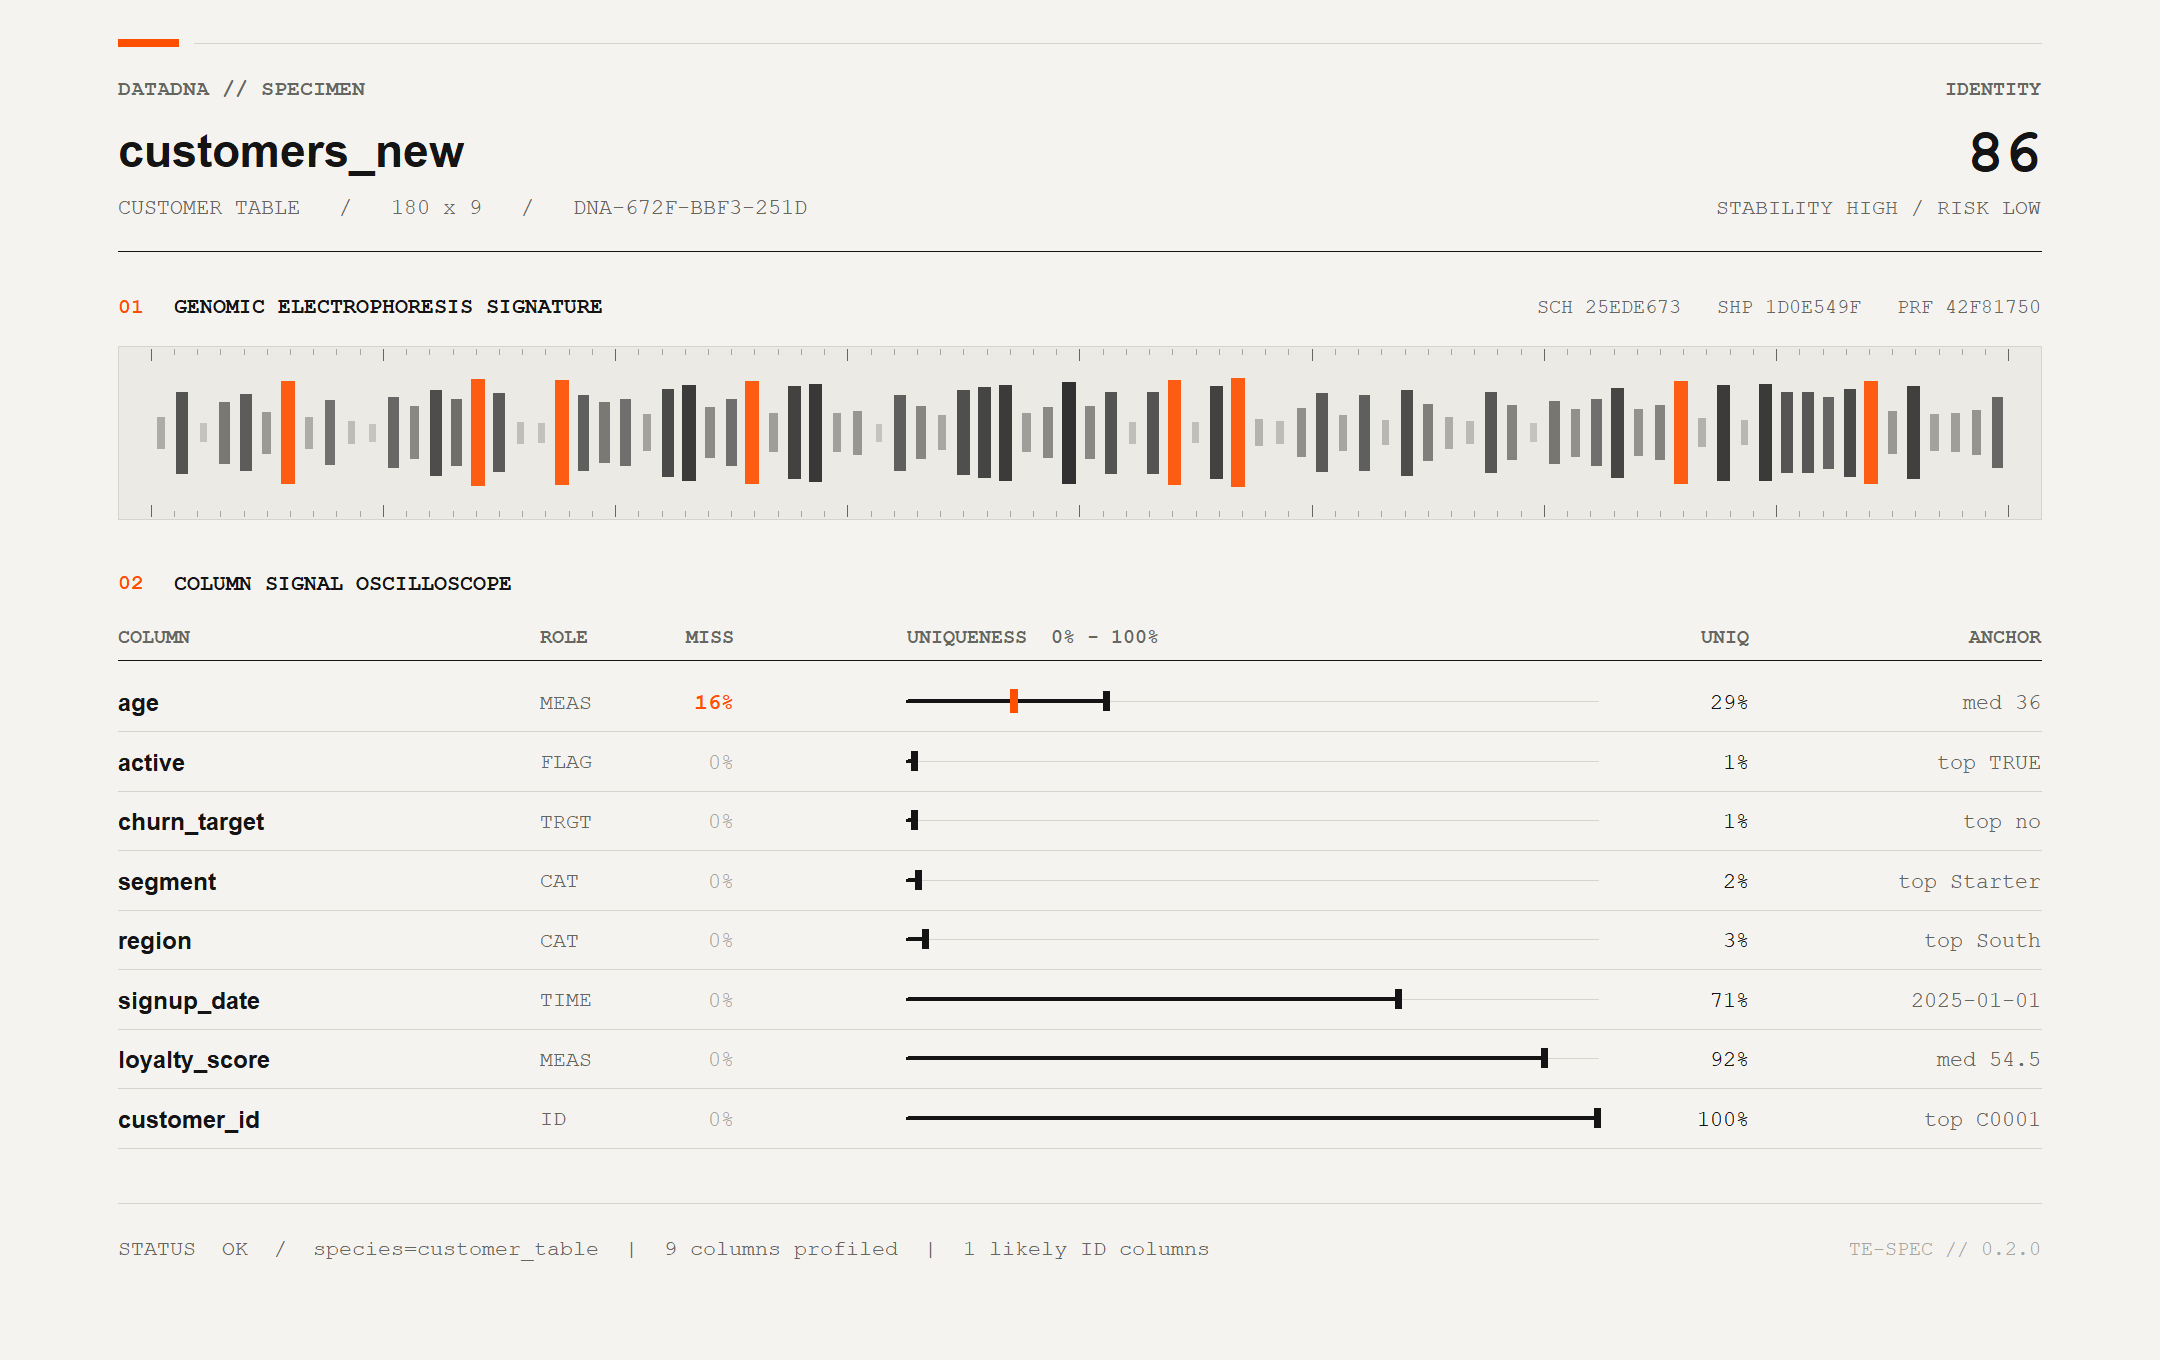 DATADNA // SPECIMEN IDENTITY
customers_new 86
CUSTOMER TABLE / 180 x 9 / DNA-672F-BBF3-251D STABILITY HIGH / RISK LOW
01 GENOMIC ELECTROPHORESIS SIGNATURE SCH 25EDE673 SHP 1D0E549F PRF 42F81750
02 COLUMN SIGNAL OSCILLOSCOPE
COLUMN ROLE MISS UNIQUENESS 0% - 100% UNIQ ANCHOR
age MEAS 16% 29% med 36
active FLAG 0% 1% top TRUE
churn_target TRGT 0% 1% top no
segment CAT 0% 2% top Starter
region CAT 0% 3% top South
signup_date TIME 0% 71% 2025-01-01
loyalty_score MEAS 0% 92% med 54.5
customer_id ID 0% 100% top C0001
STATUS OK / species=customer_table | 9 columns profiled | 1 likely ID columns TE-SPEC // 0.2.0